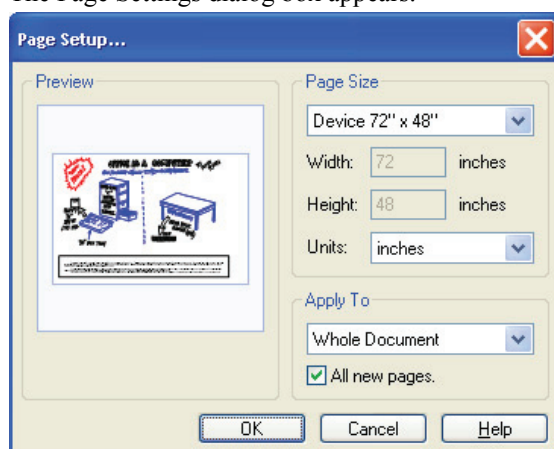 The Page Settings dialog box appears.
Page Setup...
Preview
Page Size
Device 72" x 48"
Width: 72 inches
Height: 48 inches
Units: inches
Apply To
Whole Document
All new pages.
OK Cancel Help